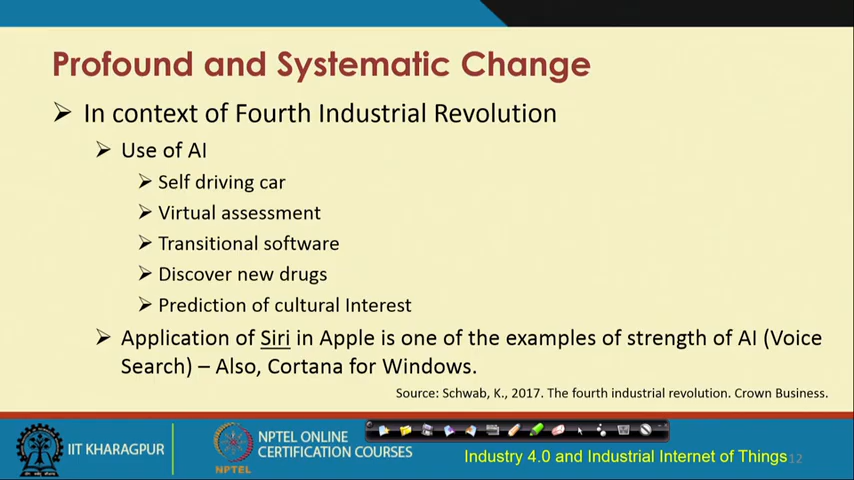 Profound and Systematic Change
In context of Fourth Industrial Revolution
Use of AI
Self driving car
Virtual assessment
Transitional software
Discover new drugs
Prediction of cultural Interest
Application of Siri in Apple is one of the examples of strength of AI (Voice
Search) – Also, Cortana for Windows.
Source: Schwab, K., 2017. The fourth industrial revolution. Crown Business.
IIT KHARAGPUR
NPTEL
NPTEL ONLINE
CERTIFICATION COURSES
Industry 4.0 and Industrial Internet of Things
12